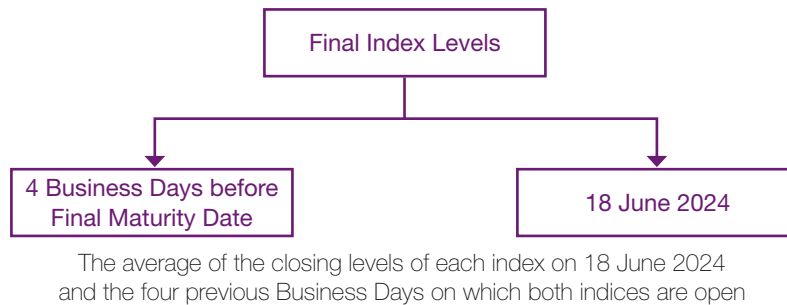 Final Index Levels
4 Business Days before
Final Maturity Date
18 June 2024
The average of the closing levels of each index on 18 June 2024
and the four previous Business Days on which both indices are open